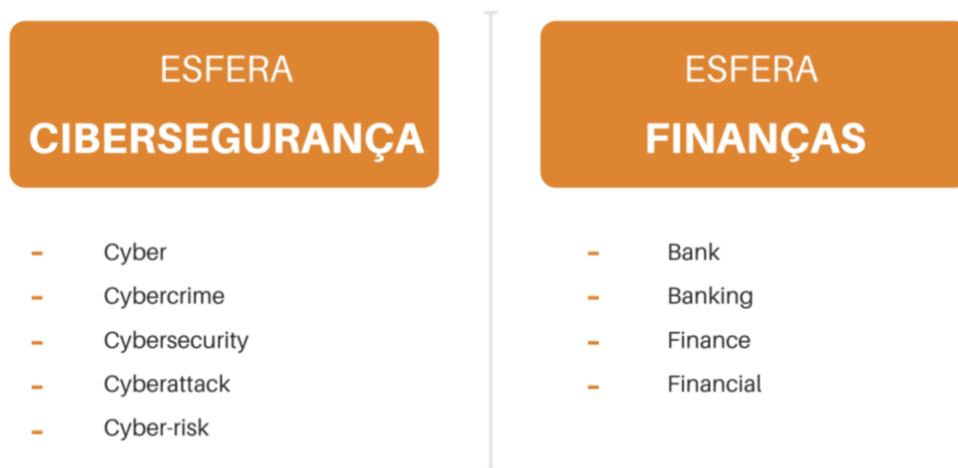 ESFERA
CIBERSEGURANÇA
- Cyber
- Cybercrime
- Cybersecurity
- Cyberattack
- Cyber-risk
ESFERA
FINANÇAS
- Bank
- Banking
- Finance
- Financial